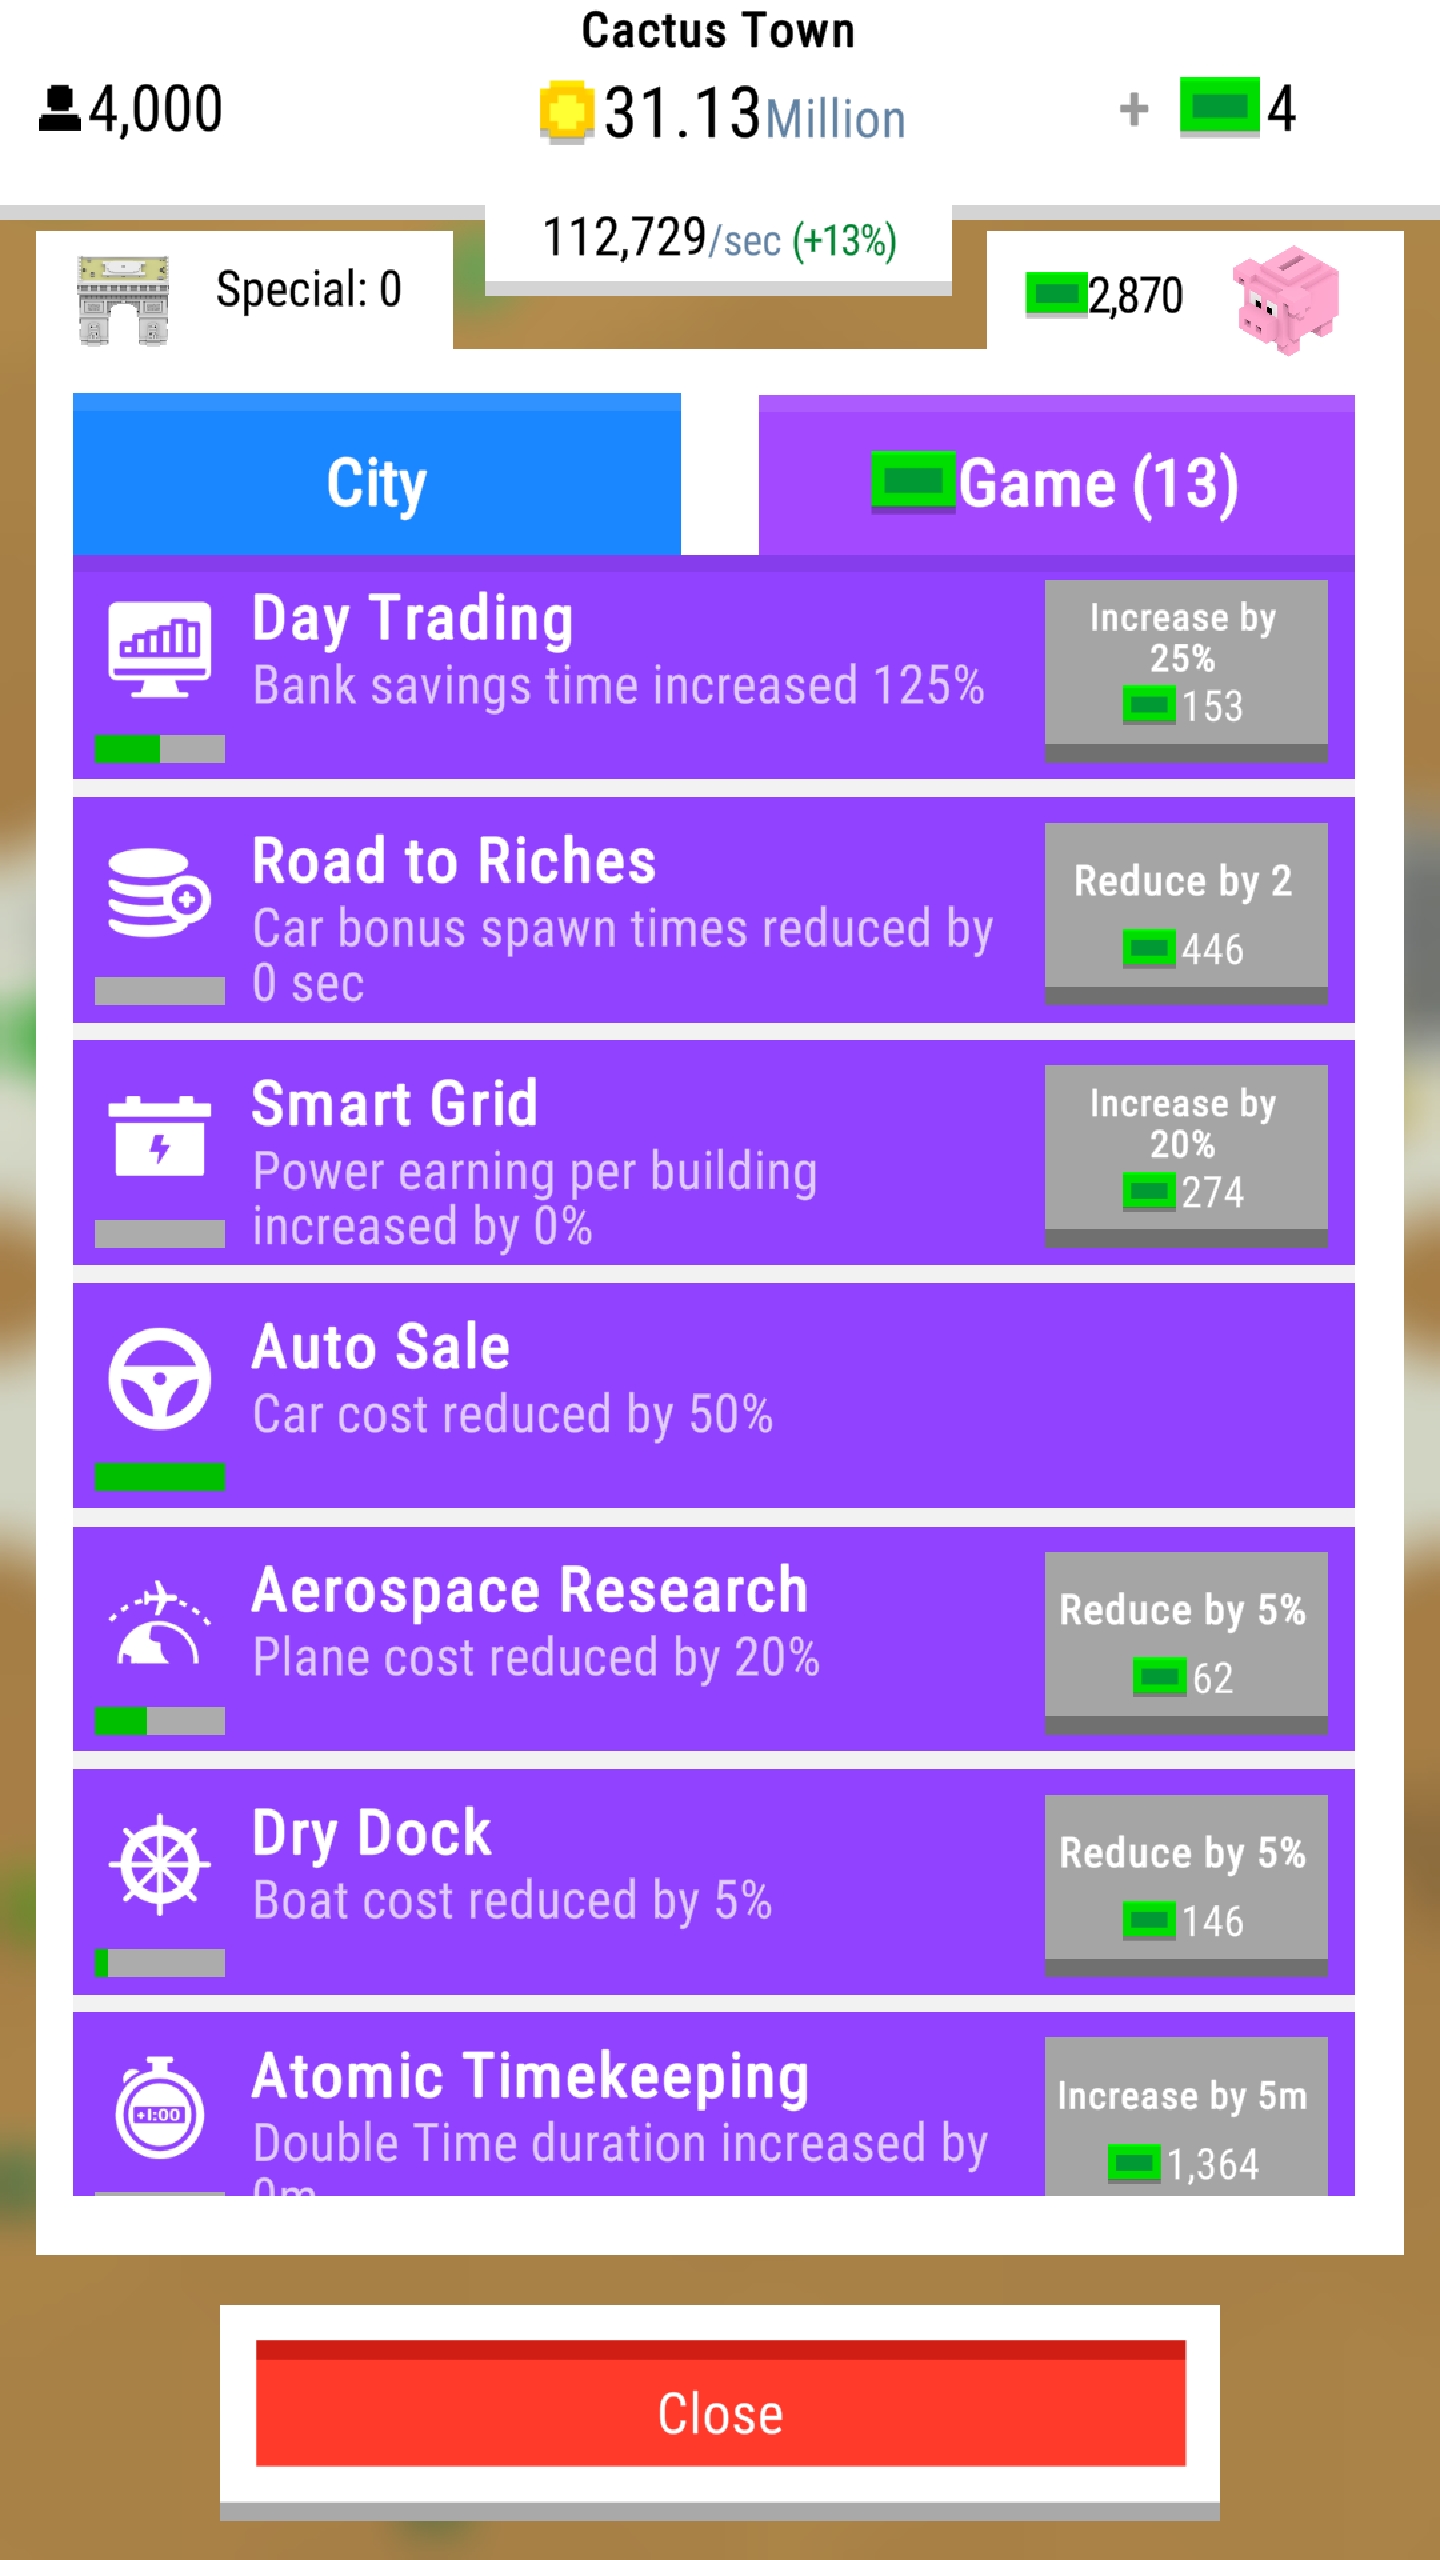 Cactus Town
4,000
31.13Million
+ 4
112,729/sec (+13%)
Special: 0
2,870
City
Game (13)
Day Trading
Bank savings time increased 125%
Increase by
25%
153
Road to Riches
Car bonus spawn times reduced by
0 sec
Reduce by 2
446
Smart Grid
Power earning per building
increased by 0%
Increase by
20%
274
Auto Sale
Car cost reduced by 50%
Aerospace Research
Plane cost reduced by 20%
Reduce by 5%
62
Dry Dock
Boat cost reduced by 5%
Reduce by 5%
146
+1:00
Atomic Timekeeping
Double Time duration increased by
0m
Increase by 5m
1,364
Close